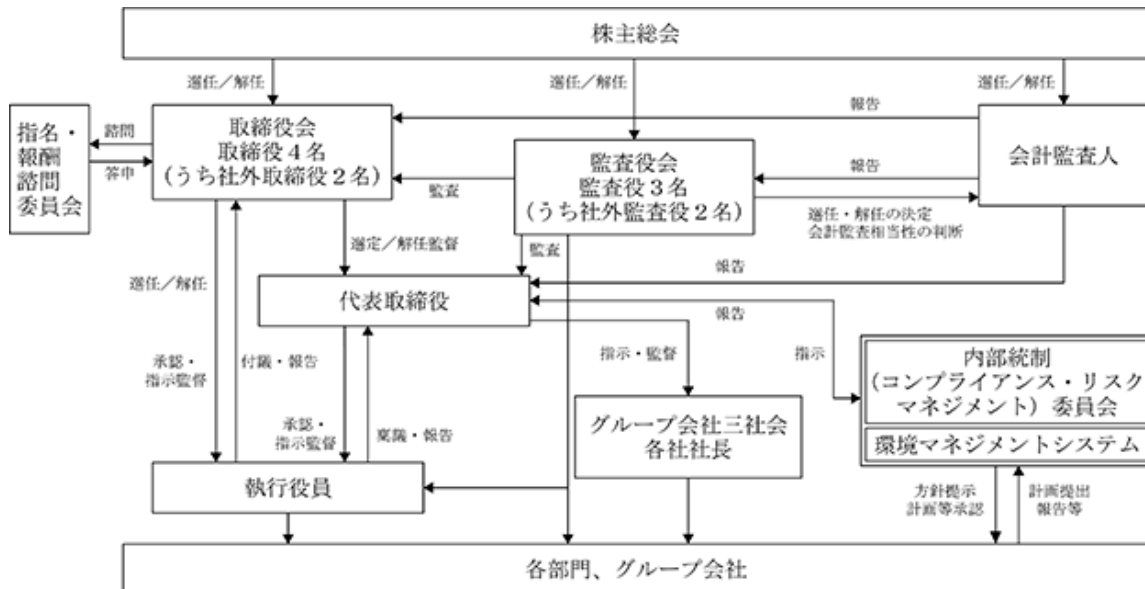 株主総会
選任／解任
選任／解任
選任／解任
指名・
報酬
諮問
委員会
諮問
答申
取締役会
取締役４名
（うち社外取締役２名）
報告
会計監査人
監査役会
監査役３名
（うち社外監査役２名）
監査
報告
選任・解任の決定
会計監査相当性の判断
選定／解任監督
監査
報告
選任／解任
代表取締役
報告
承認・
指示監督
付議・報告
指示・監督
指示
内部統制
（コンプライアンス・リスク
マネジメント）委員会
環境マネジメントシステム
承認・
指示監督
稟議・報告
グループ会社三社会
各社社長
執行役員
方針提示
計画等承認
計画提出
報告等
各部門、グループ会社